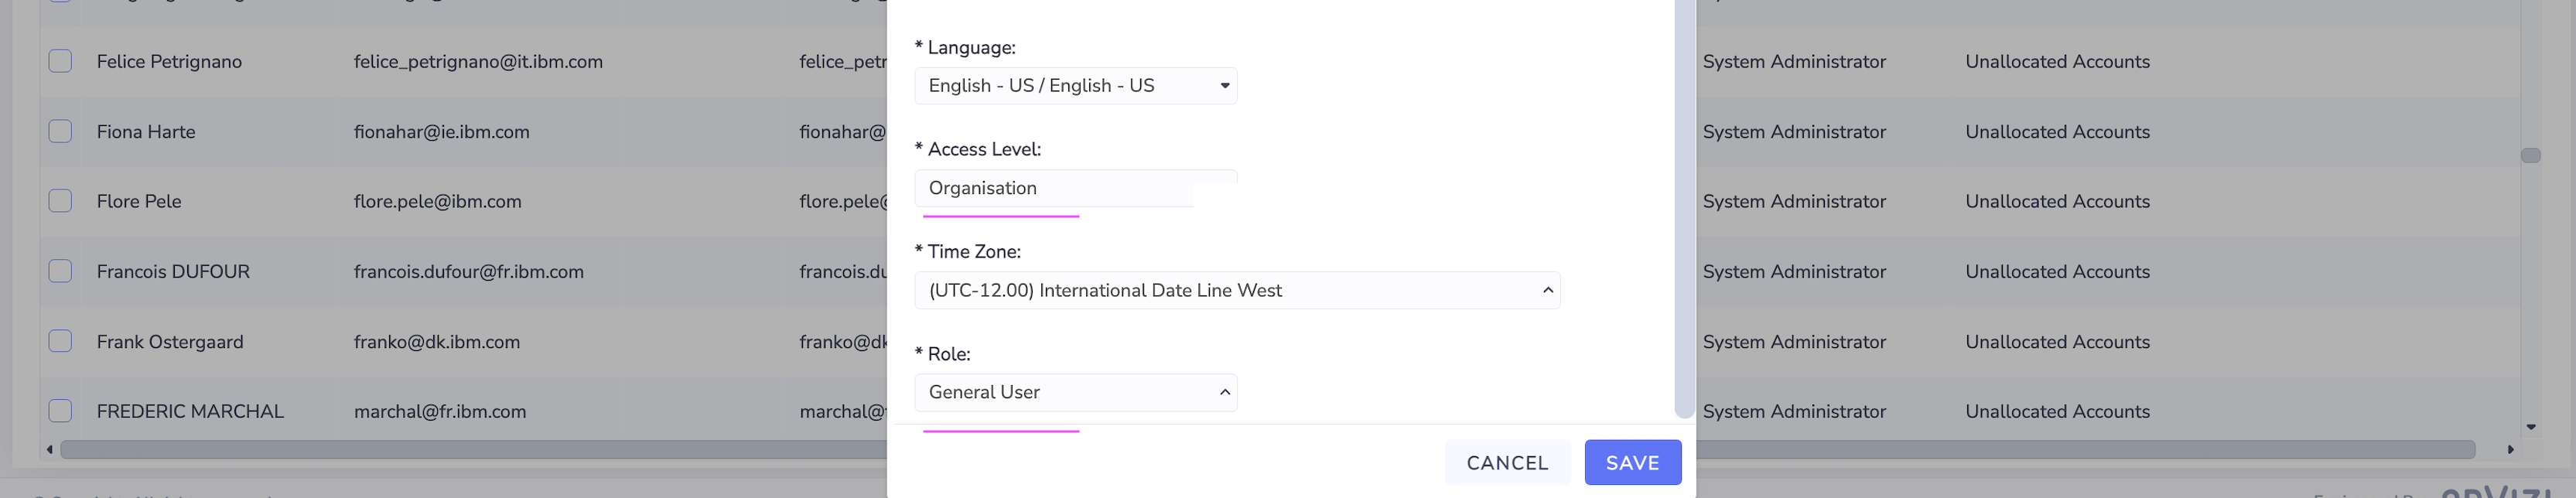 * Language:
English - US / English - US
* Access Level:
Organisation
* Time Zone:
(UTC-12.00) International Date Line West
* Role:
General User
CANCEL SAVE
Felice Petrignano felice_petrignano@it.ibm.com felice_petr System Administrator Unallocated Accounts
Fiona Harte fionahar@ie.ibm.com fionahar@ System Administrator Unallocated Accounts
Flore Pele flore.pele@ibm.com flore.pele@ System Administrator Unallocated Accounts
Francois DUFOUR francois.dufour@fr.ibm.com francois.du System Administrator Unallocated Accounts
Frank Ostergaard franko@dk.ibm.com franko@dk System Administrator Unallocated Accounts
FREDERIC MARCHAL marchal@fr.ibm.com marchal@ System Administrator Unallocated Accounts